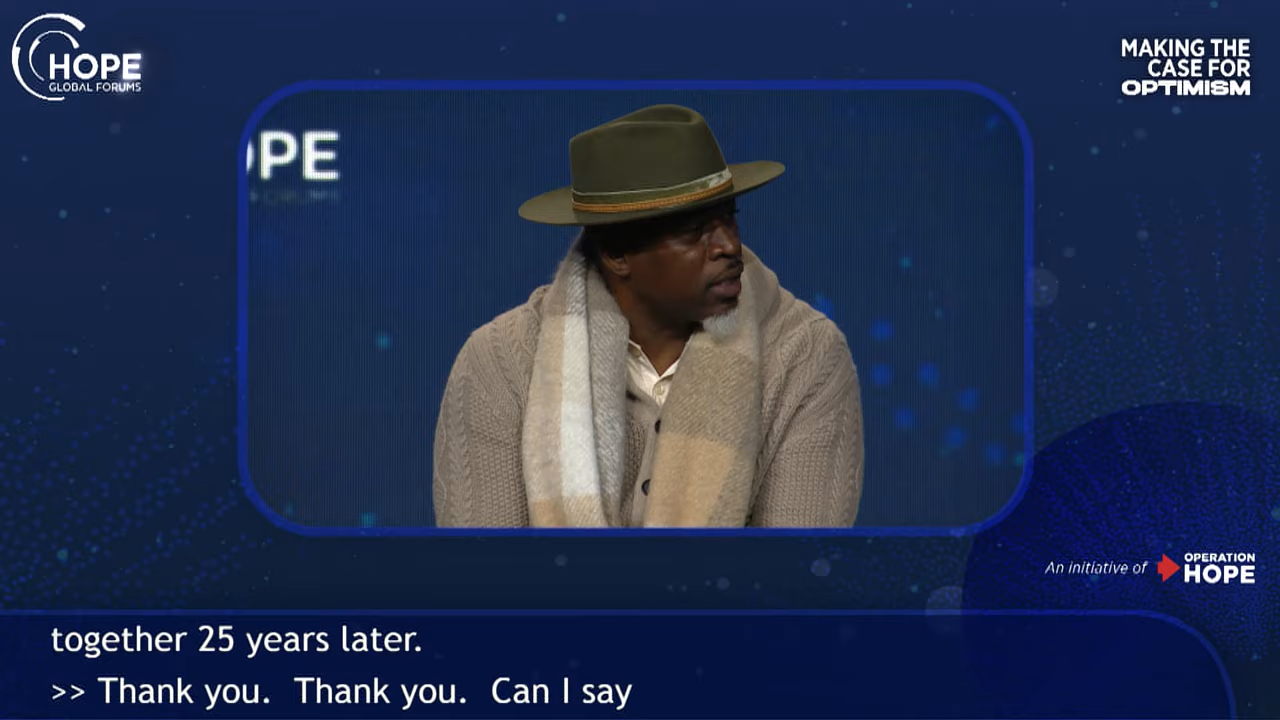 HOPE
GLOBAL FORUMS
MAKING THE
CASE FOR
OPTIMISM
OPE
An initiative of
OPERATION
HOPE
together 25 years later.
>> Thank you. Thank you. Can I say